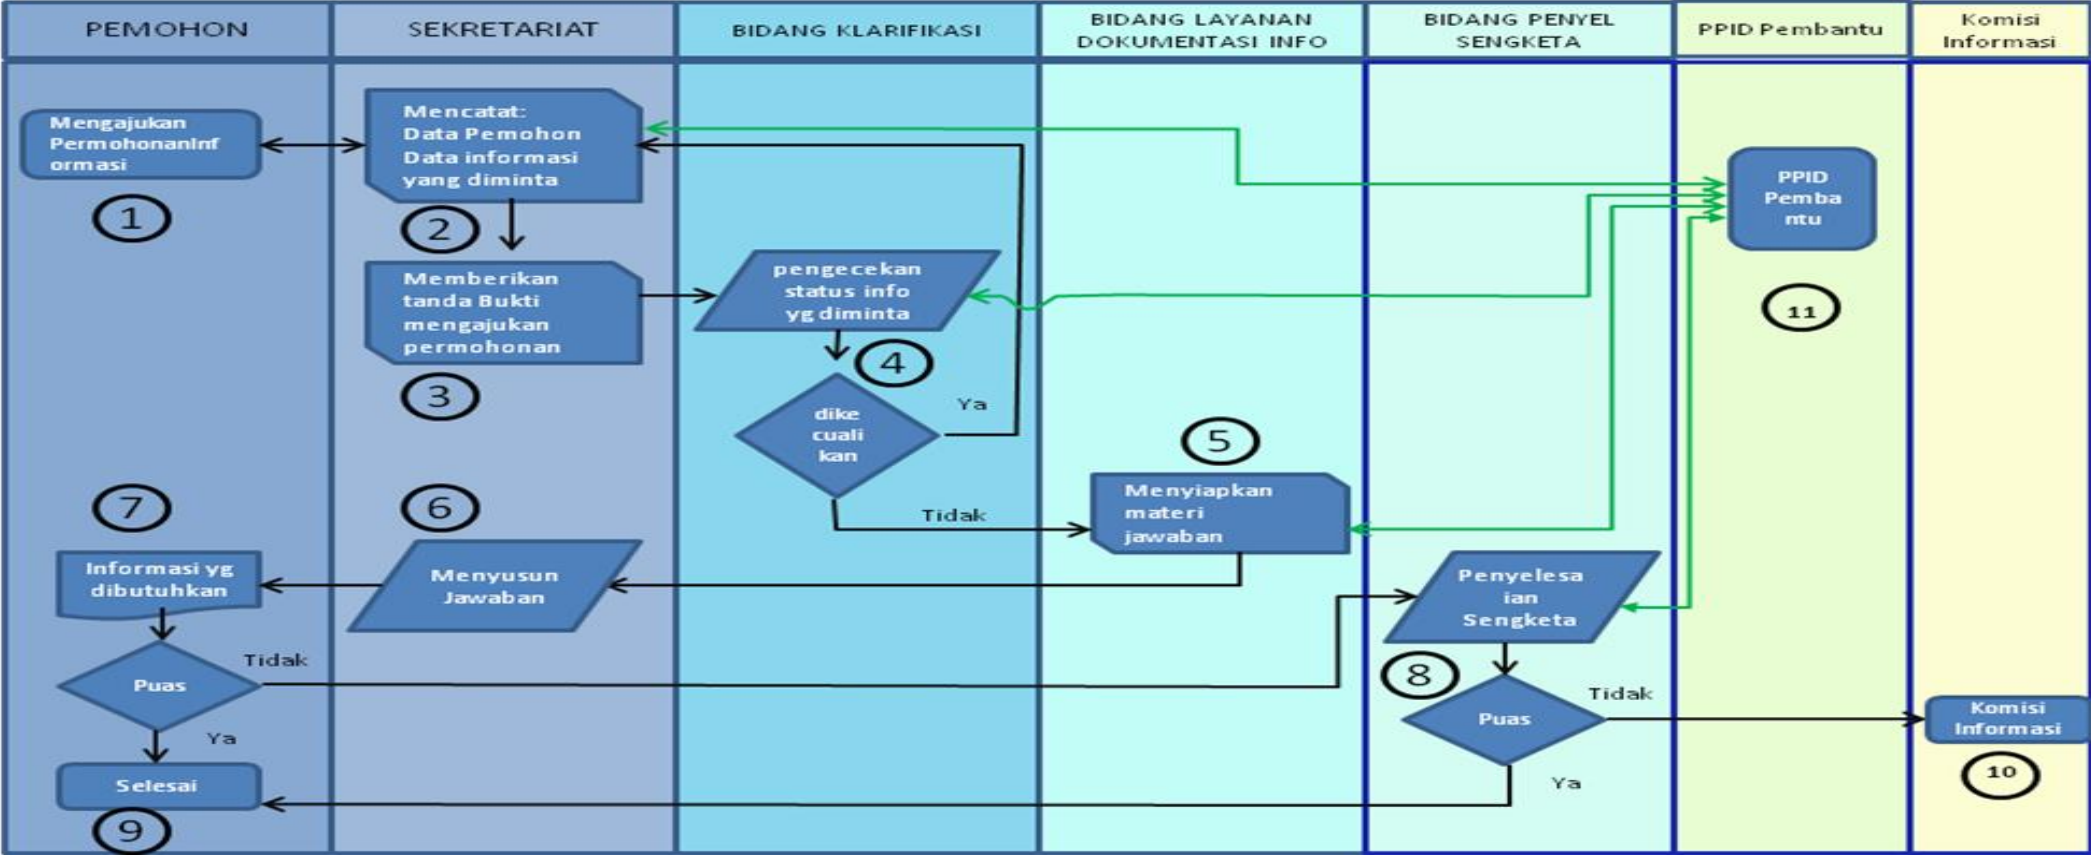 PEMOHON
SEKRETARIAT
BIDANG KLARIFIKASI
BIDANG LAYANAN
DOKUMENTASI INFO
BIDANG PENYEL
SENGKETA
PPID Pembantu
Komisi
Informasi
Mengajukan
PermohonanInf
ormasi
1
Mencatat:
Data Pemohon
Data informasi
yang diminta
2
Memberikan
tanda Bukti
mengajukan
permohonan
3
pengecekan
status info
yg diminta
4
dike
cuali
kan
Ya
Tidak
5
Menyiapkan
materi
jawaban
6
Menyusun
Jawaban
7
Informasi yg
dibutuhkan
Puas
Tidak
Ya
Selesai
9
Penyelesa
ian
Sengketa
8
Puas
Tidak
Ya
PPID
Pemba
ntu
11
Komisi
Informasi
10